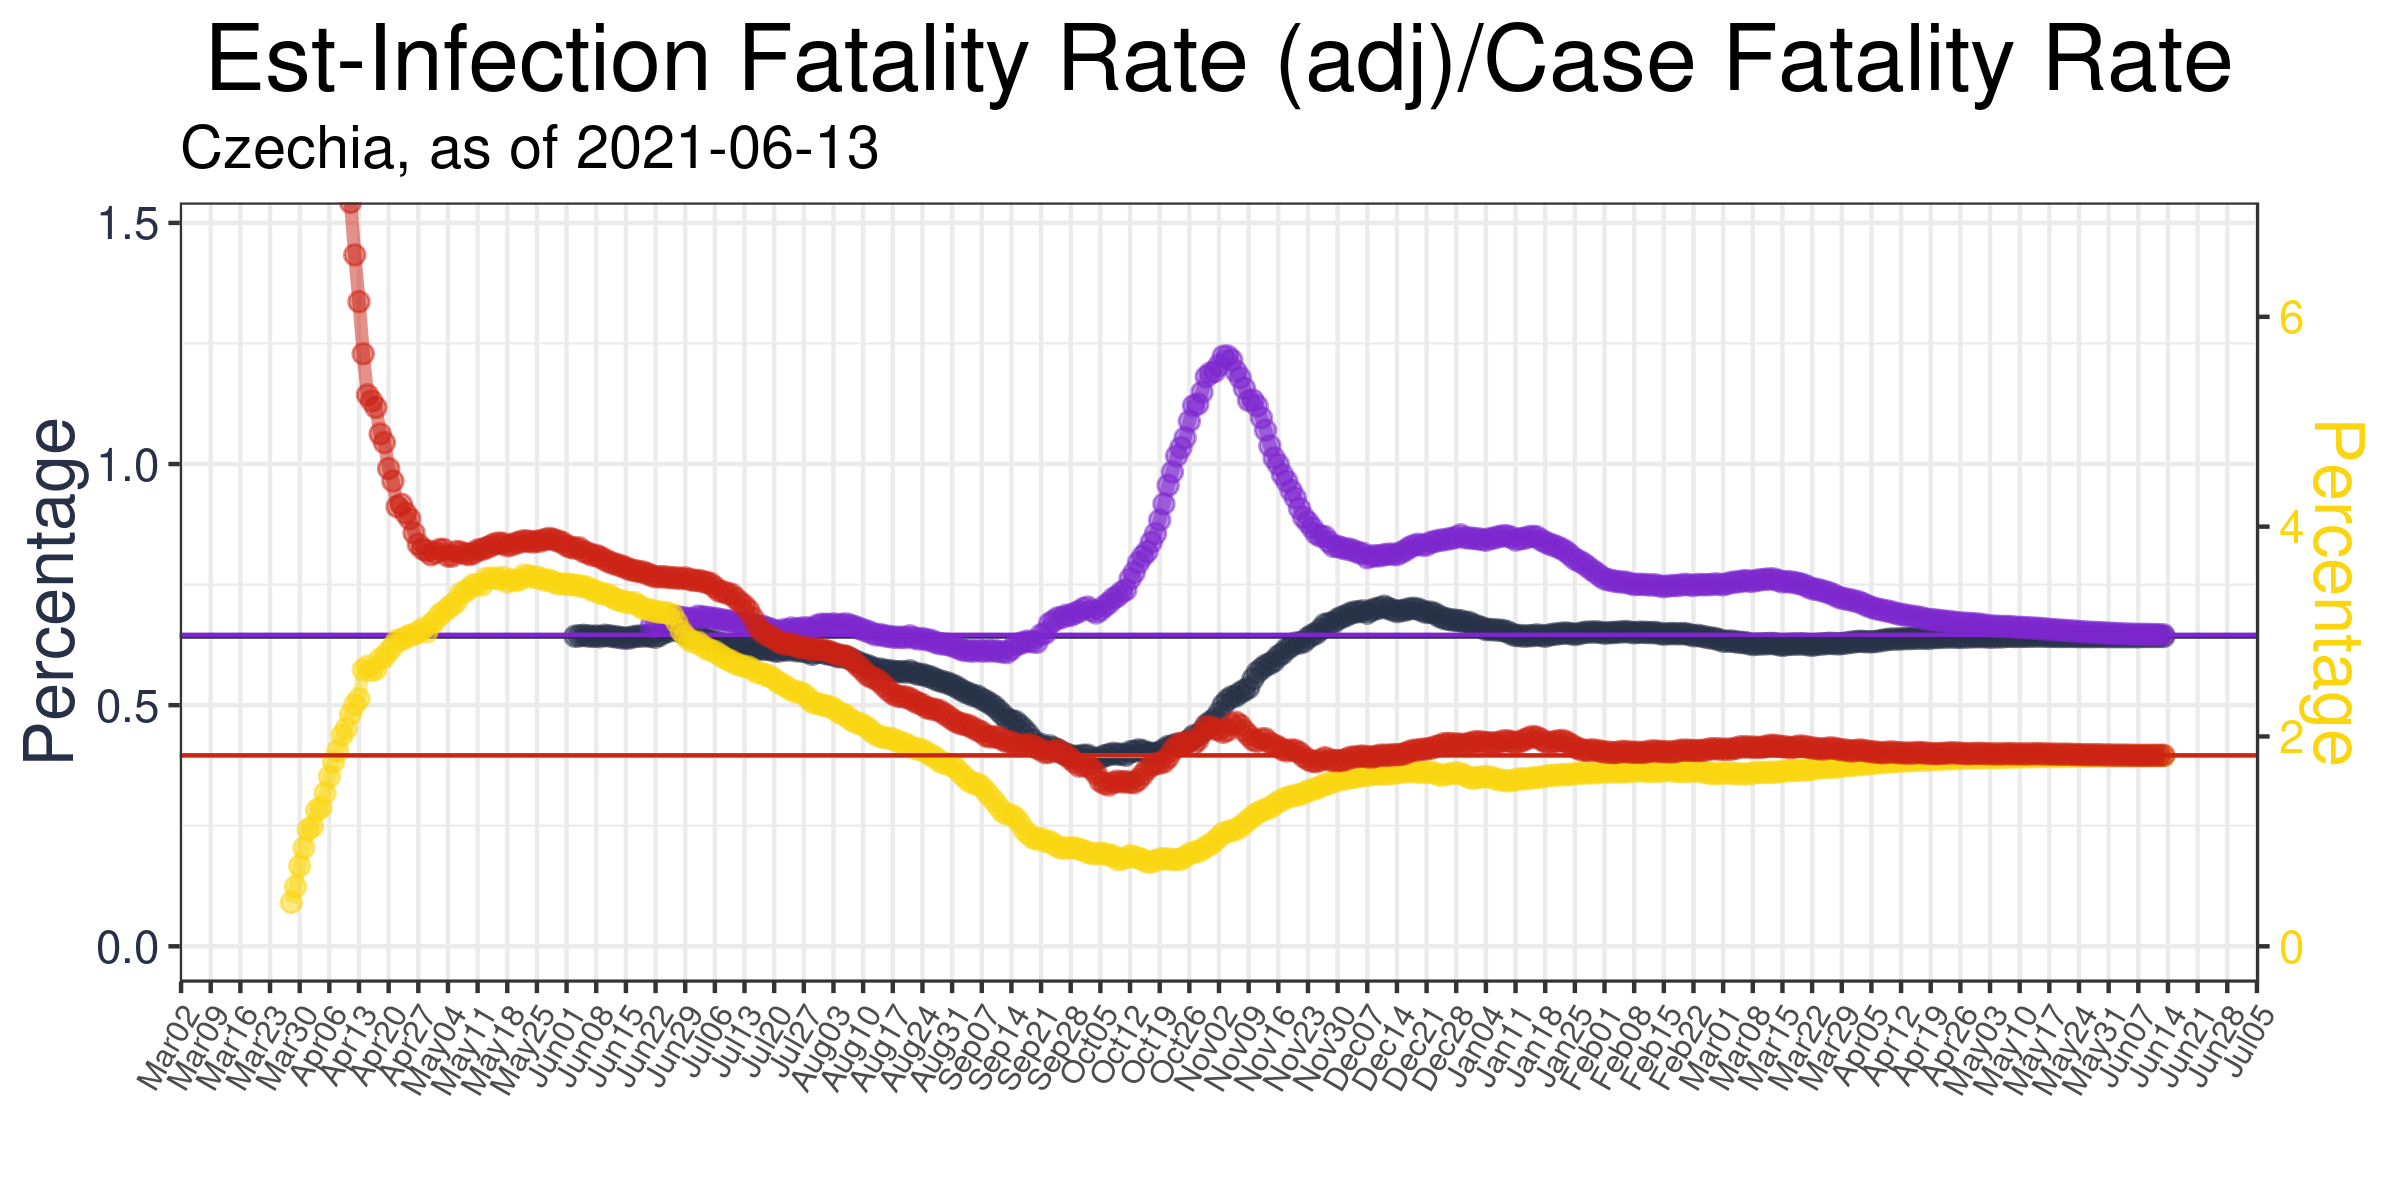 Est-Infection Fatality Rate (adj)/Case Fatality Rate
Czechia, as of 2021-06-13
Percentage
1.5
1.0
0.5
0.0
6
4
2
0
Percentage
Mar02
Mar09
Mar16
Mar23
Mar30
Apr06
Apr13
Apr20
Apr27
May04
May11
May18
May25
Jun01
Jun08
Jun15
Jun22
Jun29
Jul06
Jul13
Jul20
Jul27
Aug03
Aug10
Aug17
Aug24
Aug31
Sep07
Sep14
Sep21
Sep28
Oct05
Oct12
Oct19
Oct26
Nov02
Nov09
Nov16
Nov23
Nov30
Dec07
Dec14
Dec21
Dec28
Jan04
Jan11
Jan18
Jan25
Feb01
Feb08
Feb15
Feb22
Mar01
Mar08
Mar15
Mar22
Mar29
Apr05
Apr12
Apr19
Apr26
May03
May10
May17
May24
May31
Jun07
Jun14
Jun21
Jun28
Jul05